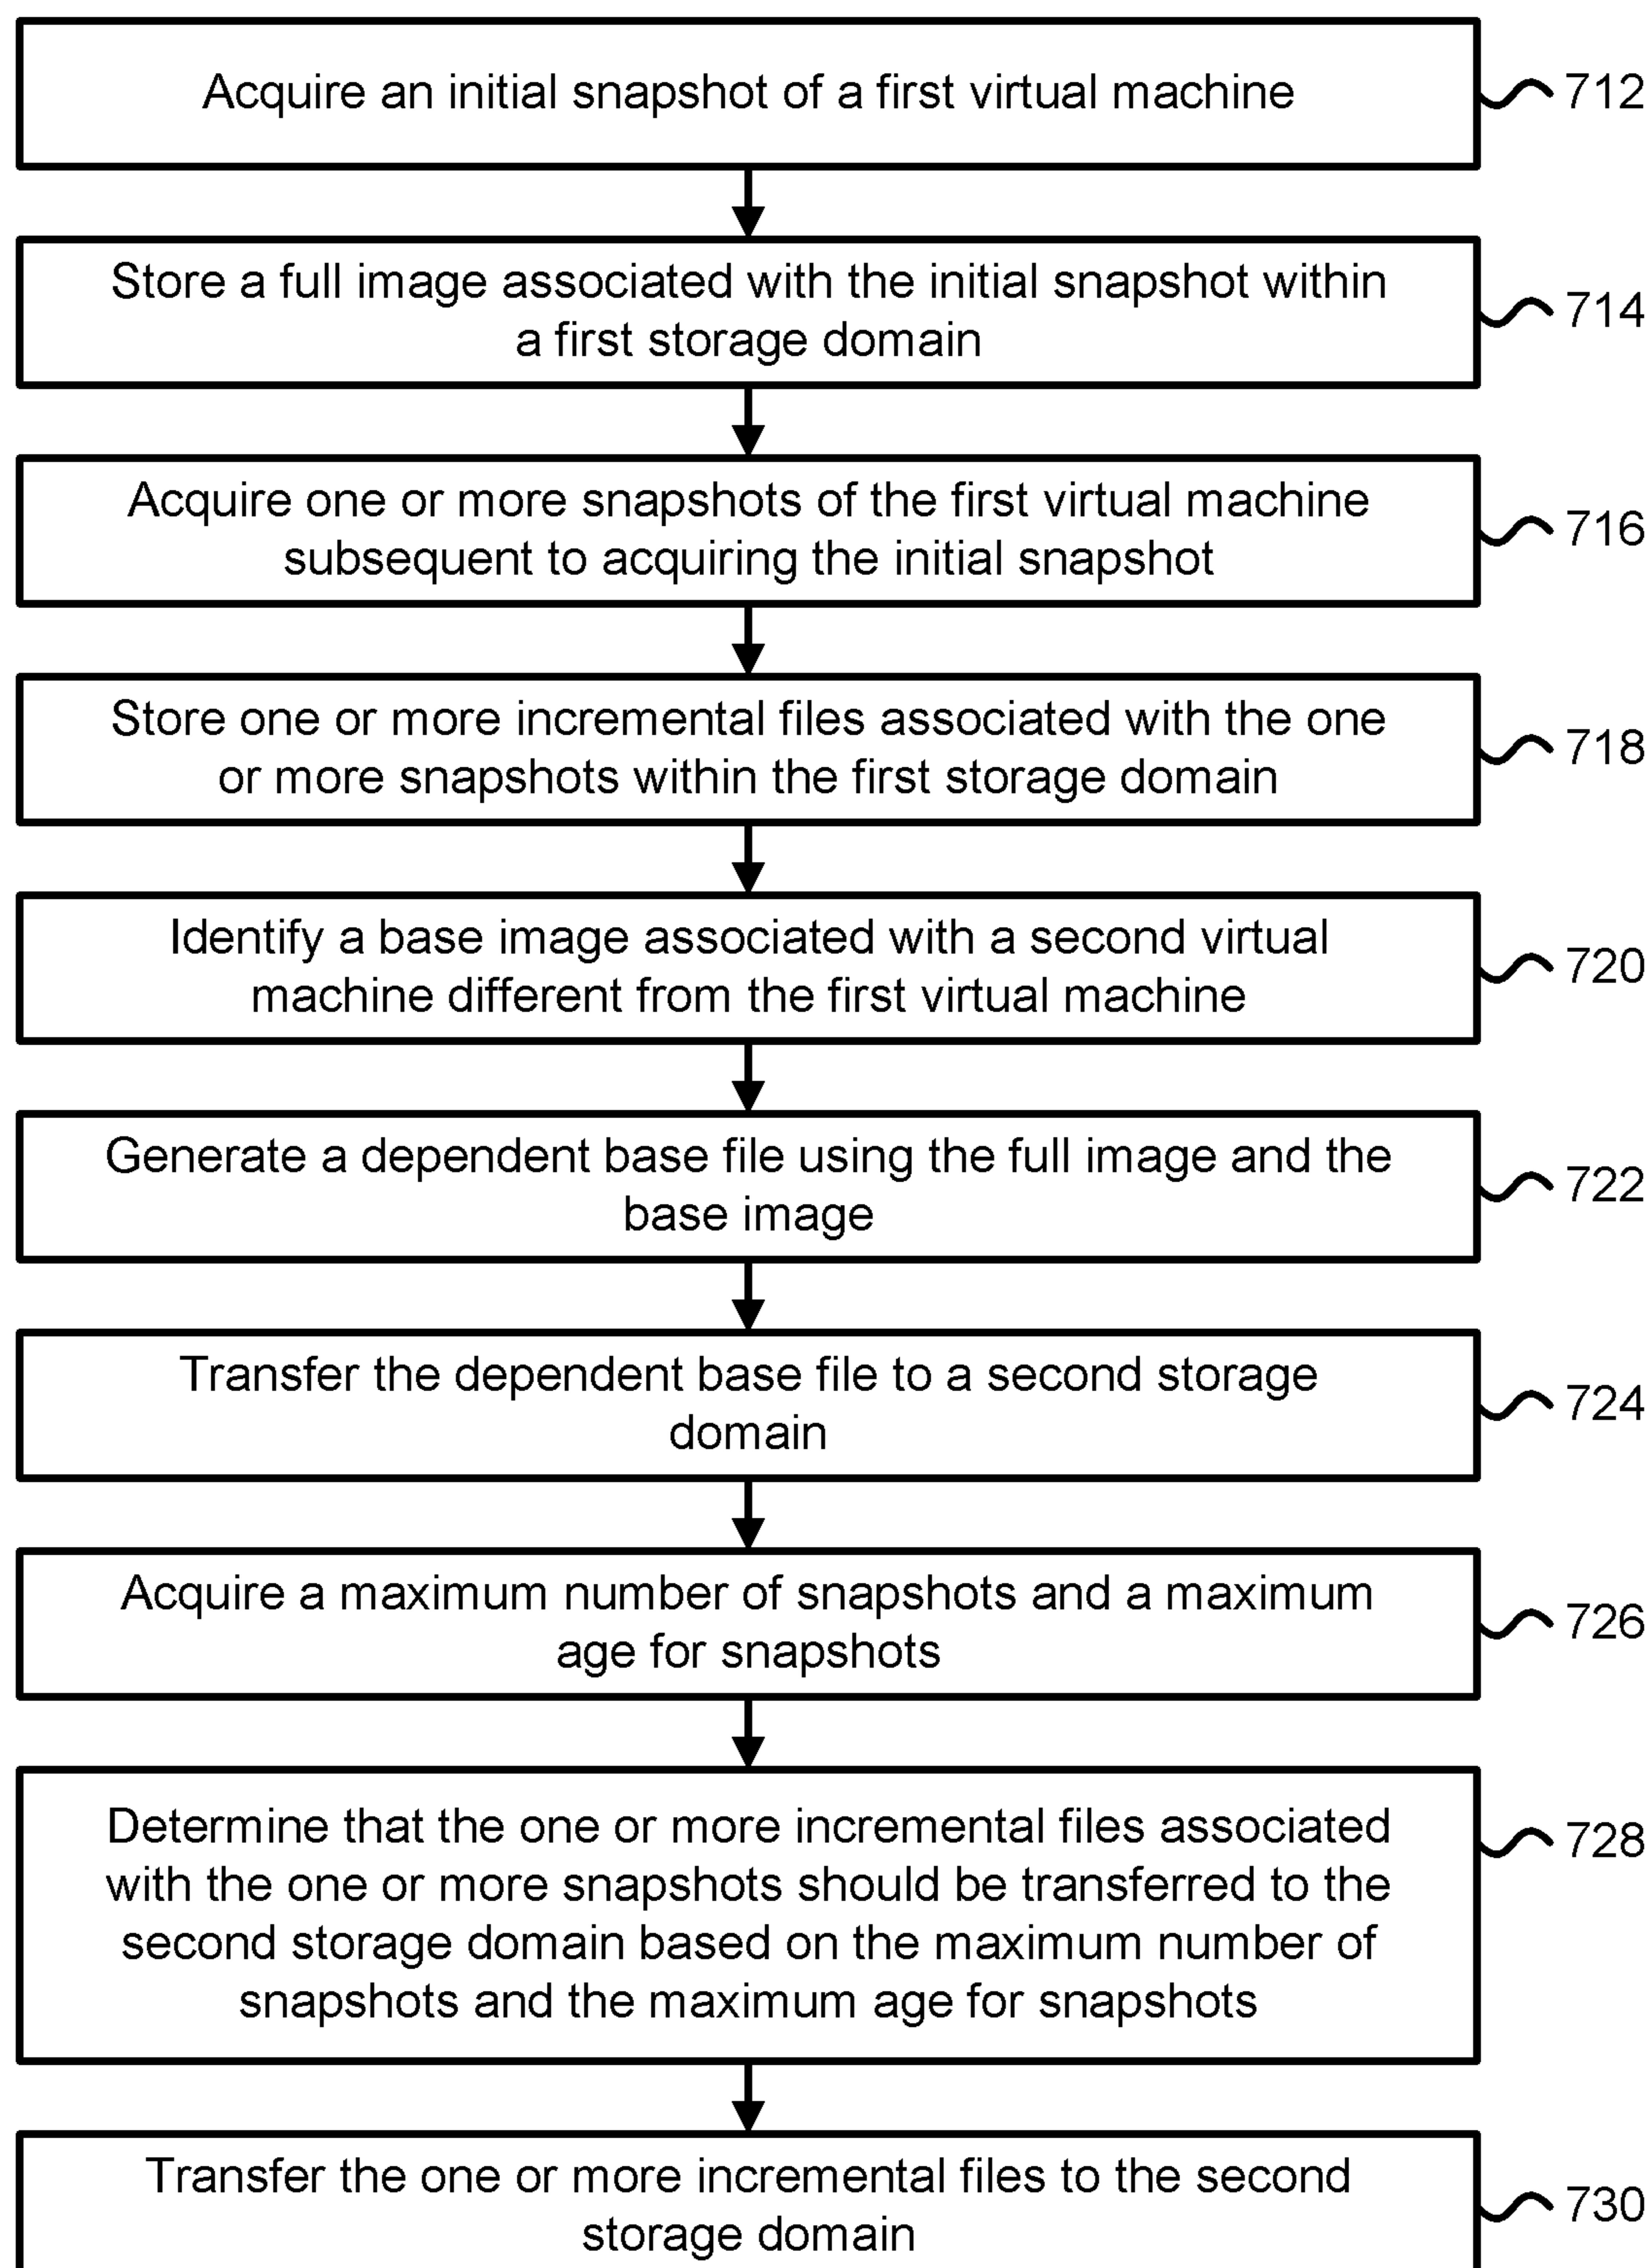 Acquire an initial snapshot of a first virtual machine
712
Store a full image associated with the initial snapshot within
a first storage domain
714
Acquire one or more snapshots of the first virtual machine
subsequent to acquiring the initial snapshot
716
Store one or more incremental files associated with the one
or more snapshots within the first storage domain
718
Identify a base image associated with a second virtual
machine different from the first virtual machine
720
Generate a dependent base file using the full image and the
base image
722
Transfer the dependent base file to a second storage
domain
724
Acquire a maximum number of snapshots and a maximum
age for snapshots
726
Determine that the one or more incremental files associated
with the one or more snapshots should be transferred to the
second storage domain based on the maximum number of
snapshots and the maximum age for snapshots
728
Transfer the one or more incremental files to the second
storage domain
730